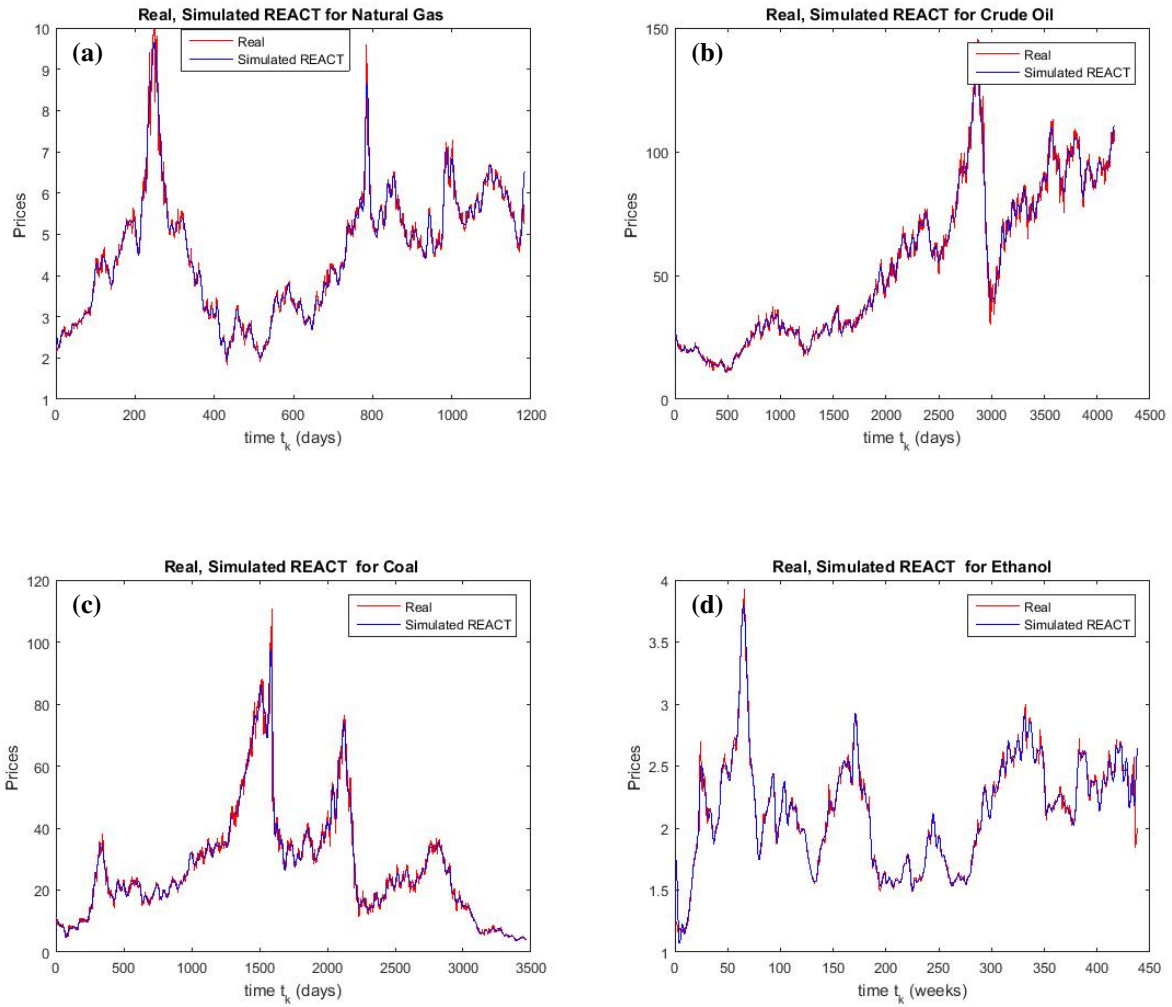 Real, Simulated REACT for Natural Gas
(a)
Real
Simulated REACT
10
9
8
7
6
5
4
3
2
1
Prices
0 200 400 600 800 1000 1200
time t_k (days)
Real, Simulated REACT for Crude Oil
(b)
Real
Simulated REACT
150
100
50
0
Prices
0 500 1000 1500 2000 2500 3000 3500 4000 4500
time t_k (days)
Real, Simulated REACT for Coal
(c)
Real
Simulated REACT
120
100
80
60
40
20
0
Prices
0 500 1000 1500 2000 2500 3000 3500
time t_k (days)
Real, Simulated REACT for Ethanol
(d)
Real
Simulated REACT
4
3.5
3
2.5
2
1.5
1
Prices
0 50 100 150 200 250 300 350 400 450
time t_k (weeks)